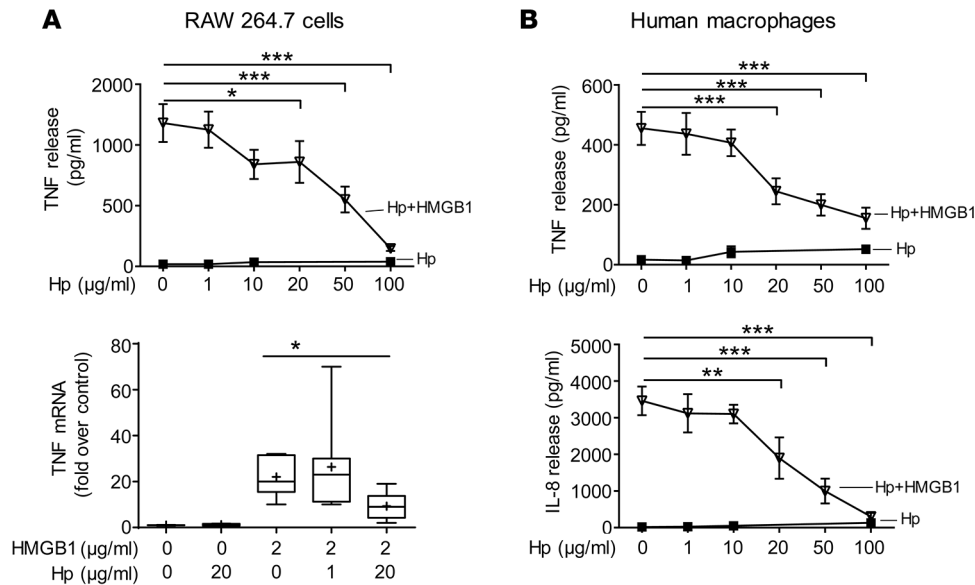 A RAW 264.7 cells
***
***
*
2000
1000
500
0
TNF release
(pg/ml)
Hp+HMGB1
Hp
Hp (µg/ml) 0 1 10 20 50 100
80
60
40
20
0
TNF mRNA
(fold over control)
*
HMGB1 (µg/ml) 0 0 2 2 2
Hp (µg/ml) 0 20 0 1 20
B Human macrophages
***
***
***
600
400
200
0
TNF release (pg/ml)
Hp+HMGB1
Hp
Hp (µg/ml) 0 1 10 20 50 100
***
***
**
5000
4000
3000
2000
1000
0
IL-8 release (pg/ml)
Hp+HMGB1
Hp
Hp (µg/ml) 0 1 10 20 50 100